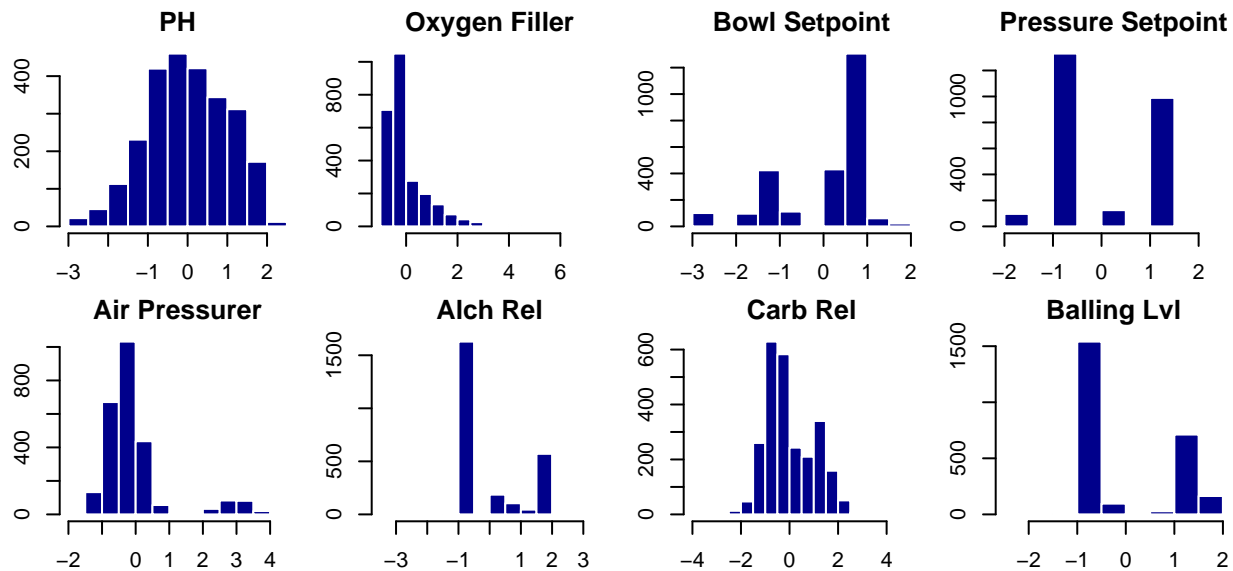 PH
Oxygen Filler
Bowl Setpoint
Pressure Setpoint
0 200 400
0 400 800
0 400 1000
0 400 1000
−3 −1 0 1 2
0 2 4 6
−3 −2 −1 0 1 2
−2 −1 0 1 2
Air Pressurer
Alch Rel
Carb Rel
Balling Lvl
0 400 800
0 500 1500
0 200 400 600
0 500 1500
−2 0 1 2 3 4
−3 −1 0 1 2 3
−4 −2 0 2 4
−2 −1 0 1 2